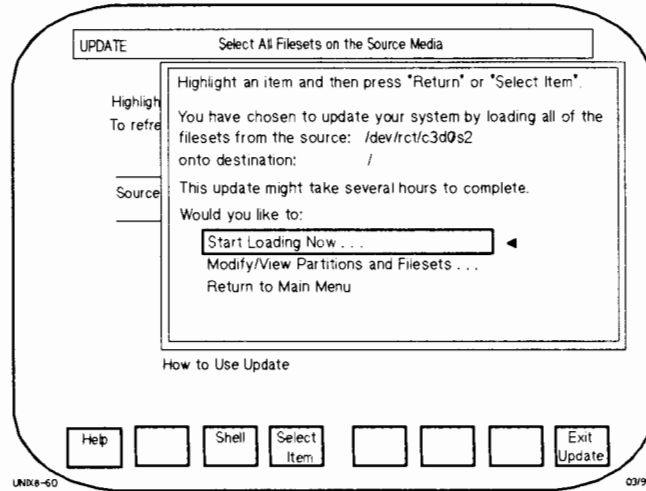 UPDATE Select All Filesets on the Source Media
Highligh
To refre
Source
Highlight an item and then press "Return" or "Select Item".
You have chosen to update your system by loading all of the
filesets from the source: /dev/rct/c3d0s2
onto destination: /
This update might take several hours to complete.
Would you like to:
Start Loading Now . . .
Modify/View Partitions and Filesets . . .
Return to Main Menu
How to Use Update
Help Shell Select Item Exit Update
UNIX8-60 03/9